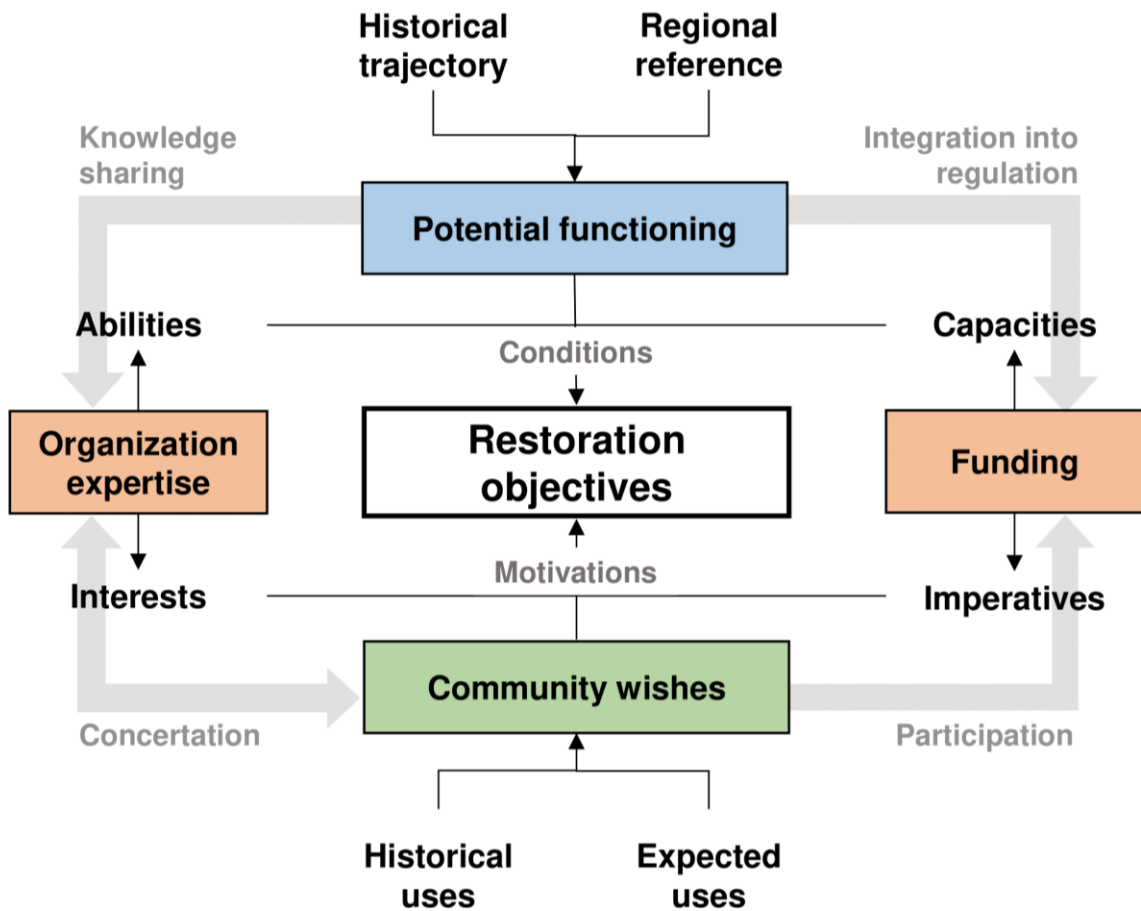 Historical
trajectory
Regional
reference
Knowledge
sharing
Integration into
regulation
Potential functioning
Abilities
Capacities
Conditions
Organization
expertise
Restoration
objectives
Funding
Motivations
Interests
Imperatives
Community wishes
Concertation
Participation
Historical
uses
Expected
uses